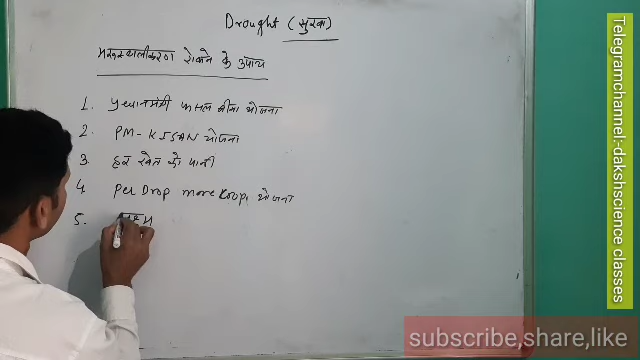 Drought (सुखा)
मरूस्थलीकरण रोकने के उपाय
1. प्रधानमंत्री फसल बीमा योजना
2. PM-KISAN योजना
3. हर खेत को पानी
4. Per Drop more योजना
5.
Telegramchannel-dakshscience classes
subscribe,share,like